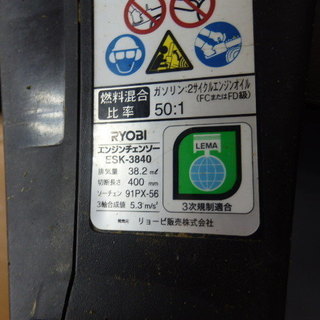 燃料混合
比率
ガソリン:2サイクルエンジンオイル
(FCまたはFD級)
50:1
RYOBI
エンジンチェンソー
ESK-3840
排気量 38.2 mℓ
切断長さ 400 mm
ソーチェン 91PX-56
3軸合成値 5.3 m/s²
LEMA
3次規制適合
発売元 リョービ販売株式会社